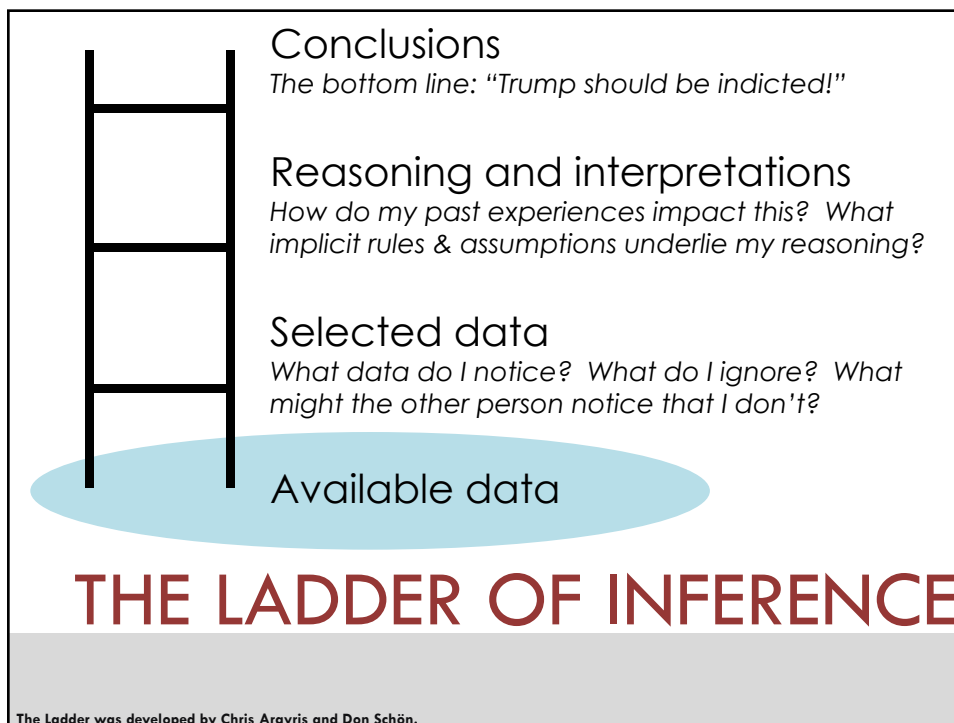 Conclusions
The bottom line: “Trump should be indicted!”
Reasoning and interpretations
How do my past experiences impact this?  What
implicit rules & assumptions underlie my reasoning?
Selected data
What data do I notice?  What do I ignore?  What
might the other person notice that I don’t?
Available data
THE LADDER OF INFERENCE
The Ladder was developed by Chris Argyris and Don Schön.